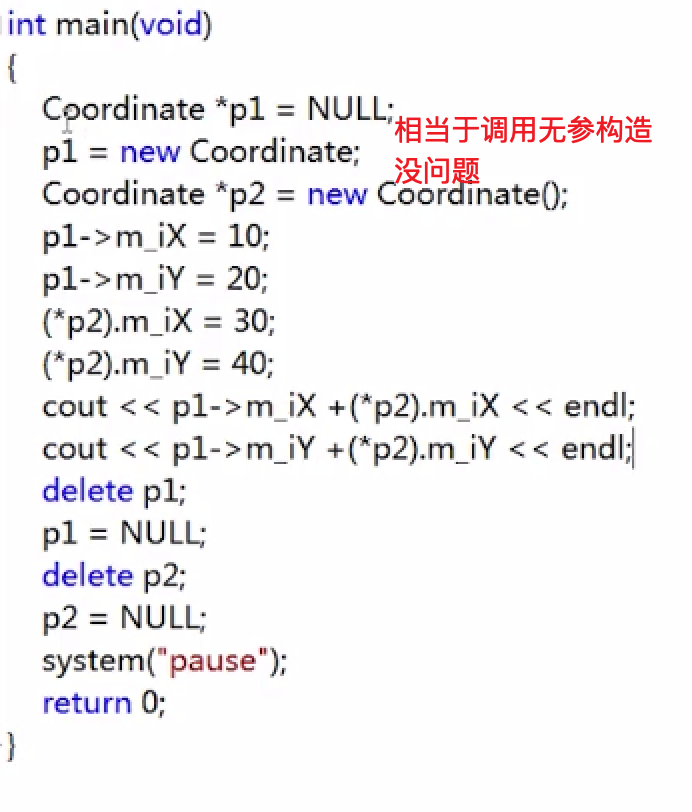 int main(void)
{
Coordinate *p1 = NULL;
相当于调用无参构造
p1 = new Coordinate;
没问题
Coordinate *p2 = new Coordinate();
p1->m_iX = 10;
p1->m_iY = 20;
(*p2).m_iX = 30;
(*p2).m_iY = 40;
cout << p1->m_iX +(*p2).m_iX << endl;
cout << p1->m_iY +(*p2).m_iY << endl;
delete p1;
p1 = NULL;
delete p2;
p2 = NULL;
system("pause");
return 0;
}